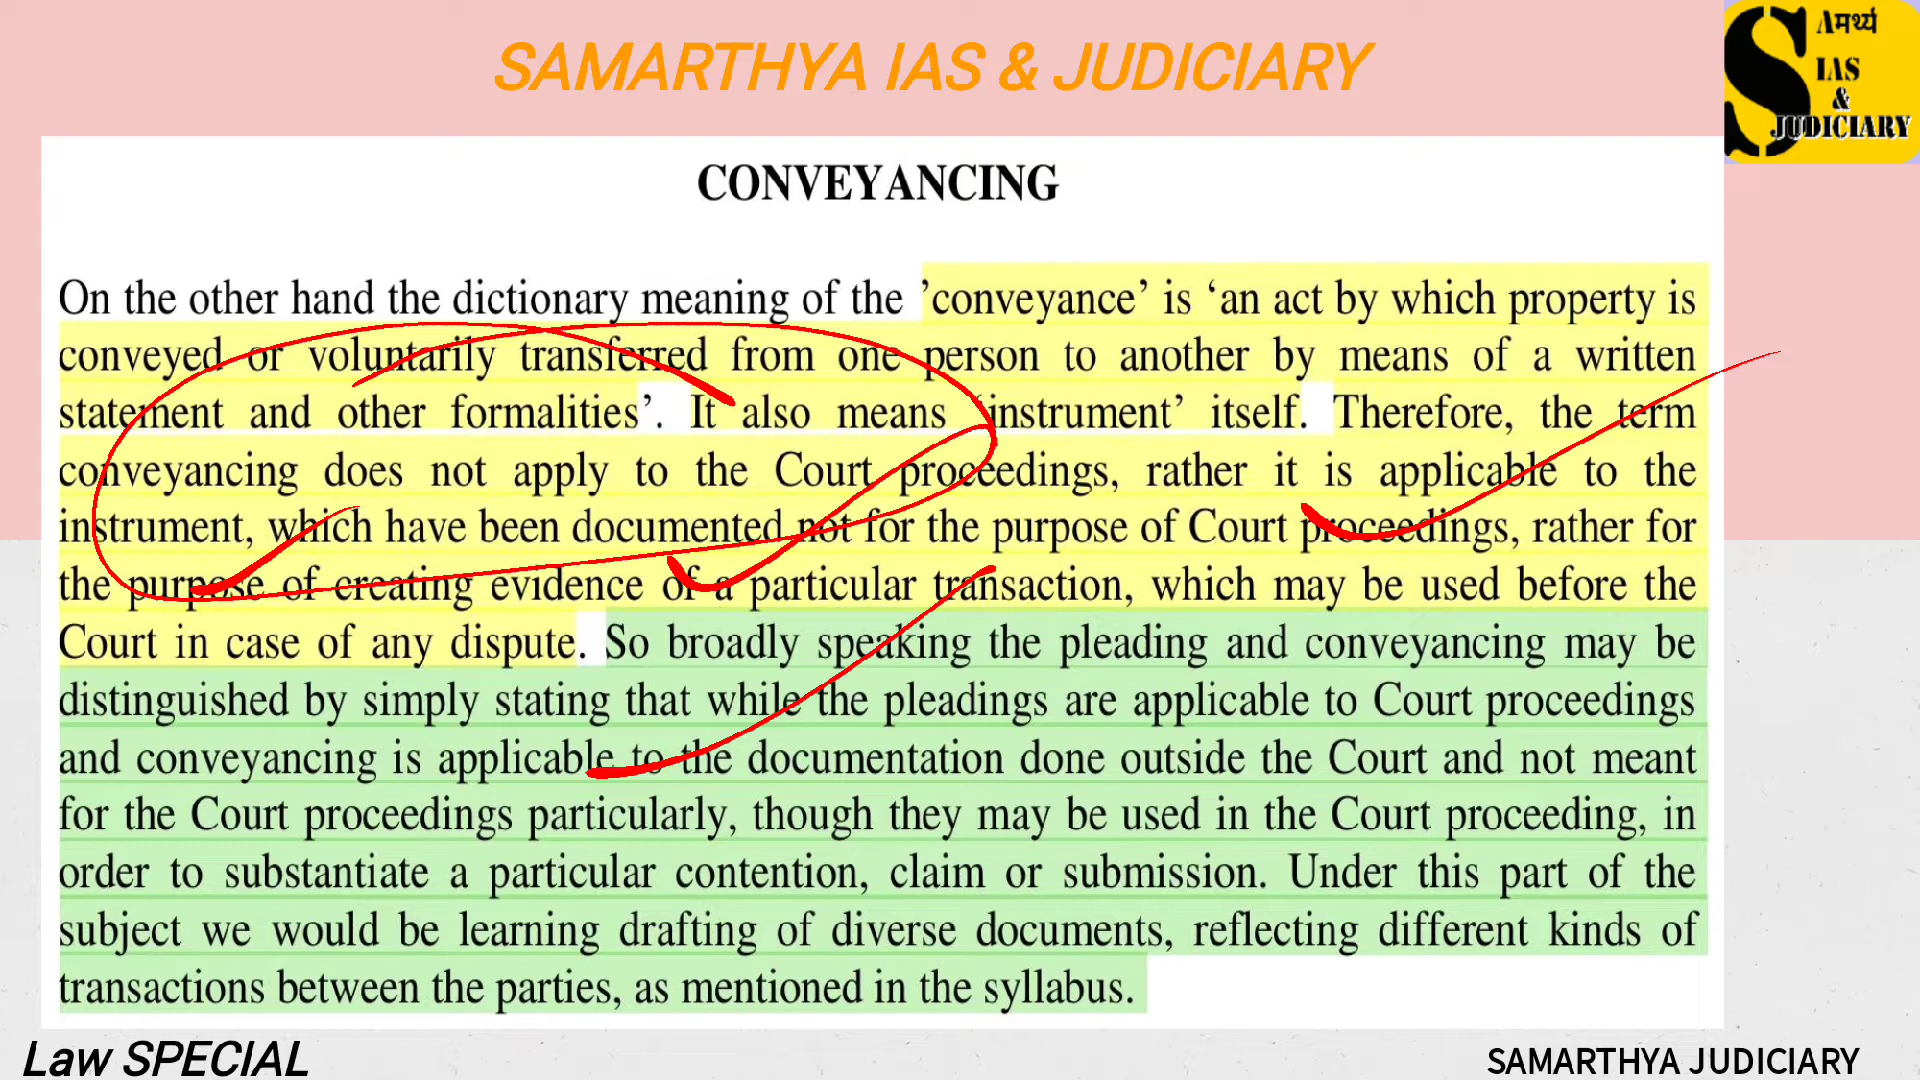 SAMARTHYA IAS & JUDICIARY
Aमर्थ्य
IAS
&
JUDICIARY
CONVEYANCING
On the other hand the dictionary meaning of the ’conveyance’ is ‘an act by which property is
conveyed or voluntarily transferred from one person to another by means of a written
statement and other formalities’. It also means ‘instrument’ itself. Therefore, the term
conveyancing does not apply to the Court proceedings, rather it is applicable to the
instrument, which have been documented not for the purpose of Court proceedings, rather for
the purpose of creating evidence of a particular transaction, which may be used before the
Court in case of any dispute. So broadly speaking the pleading and conveyancing may be
distinguished by simply stating that while the pleadings are applicable to Court proceedings
and conveyancing is applicable to the documentation done outside the Court and not meant
for the Court proceedings particularly, though they may be used in the Court proceeding, in
order to substantiate a particular contention, claim or submission. Under this part of the
subject we would be learning drafting of diverse documents, reflecting different kinds of
transactions between the parties, as mentioned in the syllabus.
Law SPECIAL
SAMARTHYA JUDICIARY